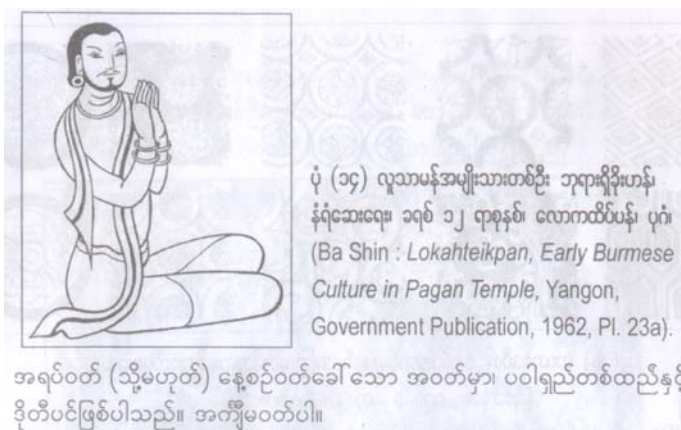 ပုံ (၁၄) လူသာမန်အမျိုးသားတစ်ဦး ဘုရားရှိခိုးဟန်၊
နံရံဆေးရေး၊ ခရစ် ၁၂ ရာစုနှစ်၊ လောကထိပ်ပန်၊ ပုဂံ၊
(Ba Shin : Lokahteikpan, Early Burmese
Culture in Pagan Temple, Yangon,
Government Publication, 1962, Pl. 23a).
အရပ်ဝတ် (သို့မဟုတ်) နေ့စဉ်ဝတ်ခေါ် သော အဝတ်မှာ၊ ပဝါရှည်တစ်ထည်နှင့်
ဒိုတီပင်ဖြစ်ပါသည်။ အင်္ကျီမဝတ်ပါ။